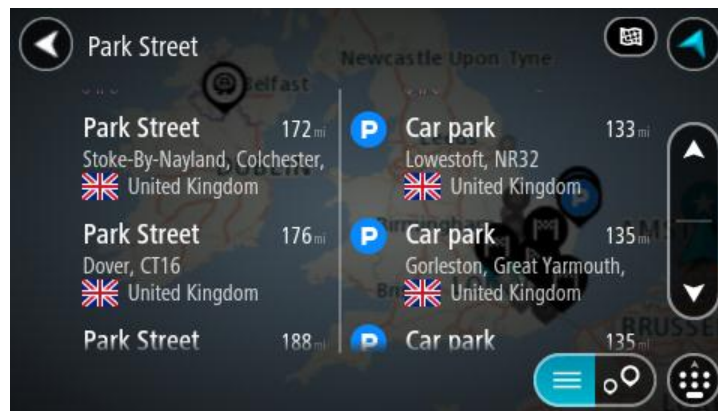 Park Street
Newcastle Upon Tyne
Belfast
Park Street 172 mi
Stoke-By-Nayland, Colchester,
United Kingdom
Park Street 176 mi
Dover, CT16
United Kingdom
Park Street 188 mi
P Car park 133 mi
Lowestoft, NR32
United Kingdom
P Car park 135 mi
Gorleston, Great Yarmouth,
United Kingdom
P Car park 135 mi
DUBLIN
Birmingham
P